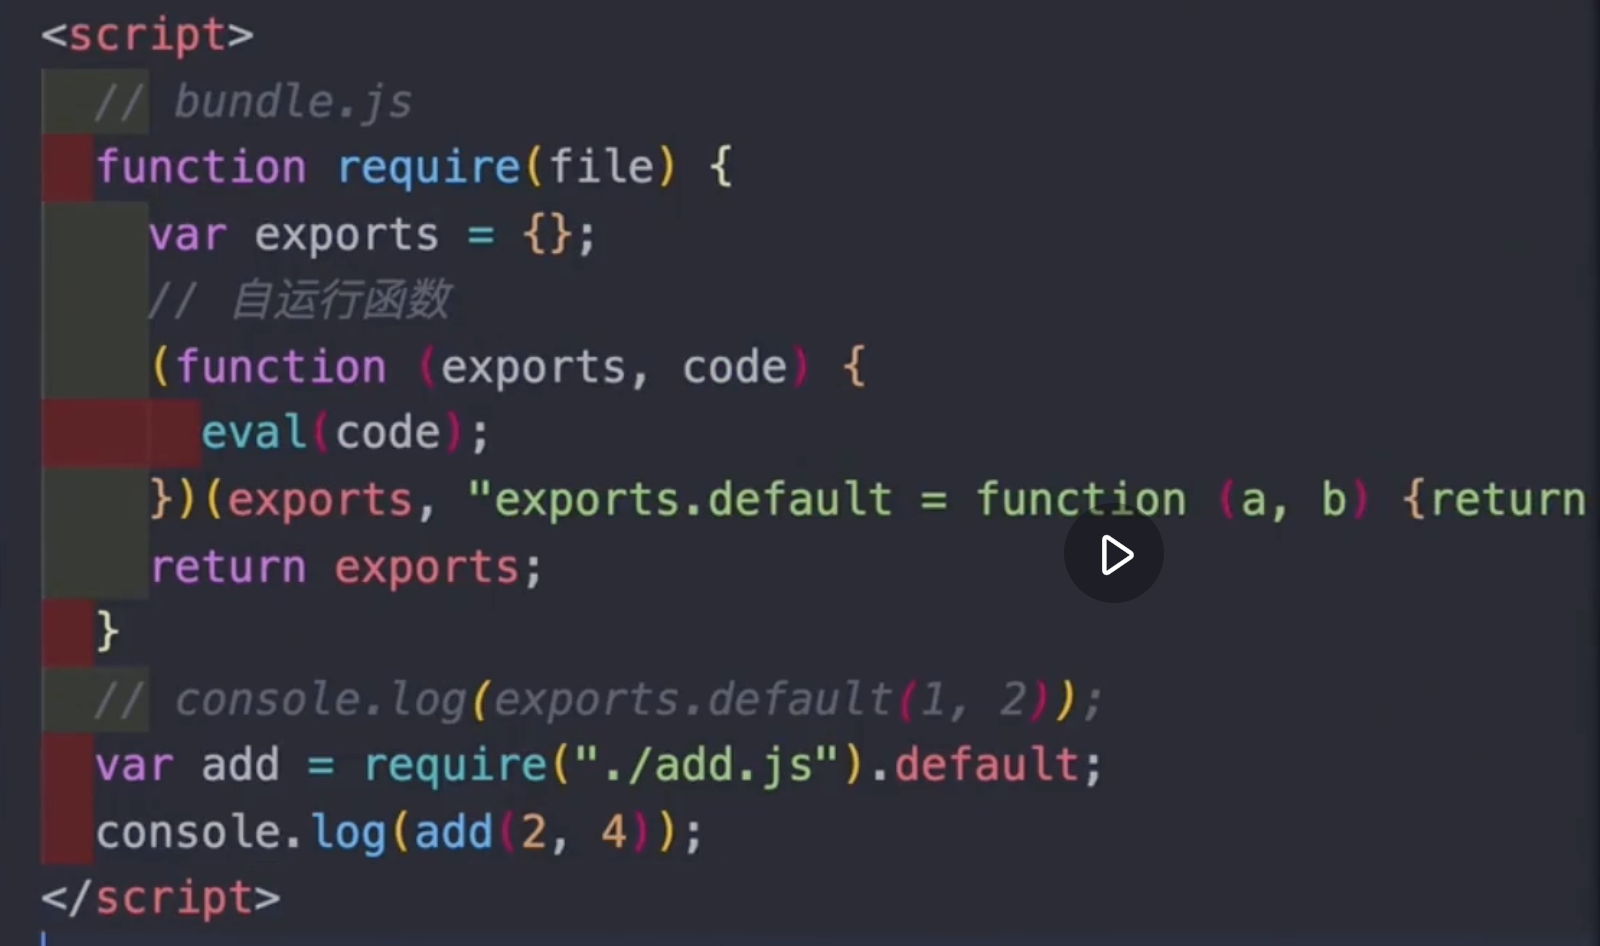 <script>
// bundle.js
function require(file) {
var exports = {};
// 自运行函数
(function (exports, code) {
eval(code);
})(exports, "exports.default = function (a, b) {return
return exports;
}
// console.log(exports.default(1, 2));
var add = require("./add.js").default;
console.log(add(2, 4));
</script>